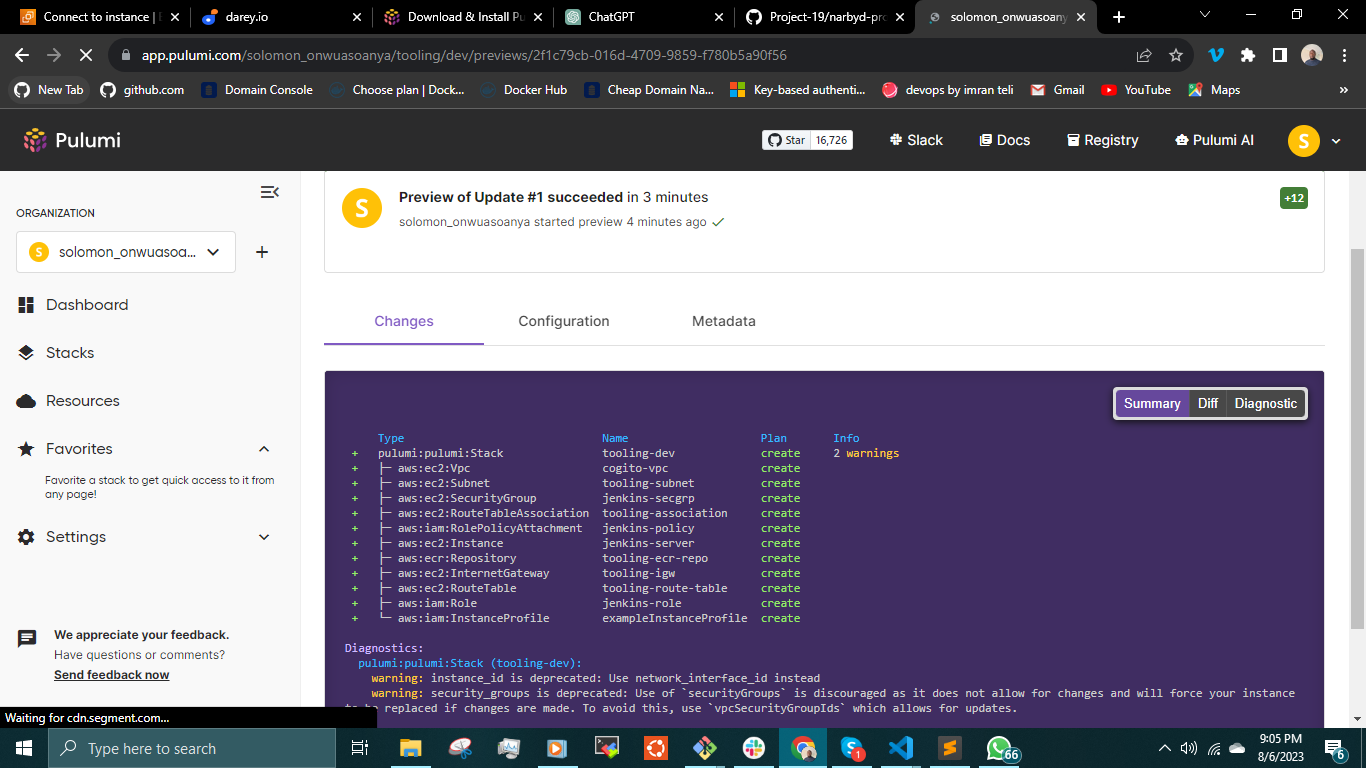 Connect to instance | E
darey.io
Download & Install Pu
ChatGPT
Project-19/narbyd-pro
solomon_onwuasoany
app.pulumi.com/solomon_onwuasoanya/tooling/dev/previews/2f1c79cb-016d-4709-9859-f780b5a90f56
New Tab
github.com
Domain Console
Choose plan | Dock...
Docker Hub
Cheap Domain Na...
Key-based authenti...
devops by imran teli
Gmail
YouTube
Maps
»
Pulumi
Star 16,726
Slack
Docs
Registry
Pulumi AI
S
ORGANIZATION
S solomon_onwuasoa...
Dashboard
Stacks
Resources
Favorites
Favorite a stack to get quick access to it from
any page!
Settings
We appreciate your feedback.
Have questions or comments?
Send feedback now
Waiting for cdn.segment.com...
S
Preview of Update #1 succeeded in 3 minutes
+12
solomon_onwuasoanya started preview 4 minutes ago
Changes Configuration Metadata
Summary Diff Diagnostic
Type Name Plan Info
+ pulumi:pulumi:Stack tooling-dev create 2 warnings
+ ├─ aws:ec2:Vpc cogito-vpc create
+ ├─ aws:ec2:Subnet tooling-subnet create
+ ├─ aws:ec2:SecurityGroup jenkins-secgrp create
+ ├─ aws:ec2:RouteTableAssociation tooling-association create
+ ├─ aws:iam:RolePolicyAttachment jenkins-policy create
+ ├─ aws:ec2:Instance jenkins-server create
+ ├─ aws:ecr:Repository tooling-ecr-repo create
+ ├─ aws:ec2:InternetGateway tooling-igw create
+ ├─ aws:ec2:RouteTable tooling-route-table create
+ ├─ aws:iam:Role jenkins-role create
+ └─ aws:iam:InstanceProfile exampleInstanceProfile create
Diagnostics:
pulumi:pulumi:Stack (tooling-dev):
warning: instance_id is deprecated: Use network_interface_id instead
warning: security_groups is deprecated: Use of `securityGroups` is discouraged as it does not allow for changes and will force your instance
be replaced if changes are made. To avoid this, use `vpcSecurityGroupIds` which allows for updates.
Type here to search
1
66
9:05 PM
8/6/2023
6